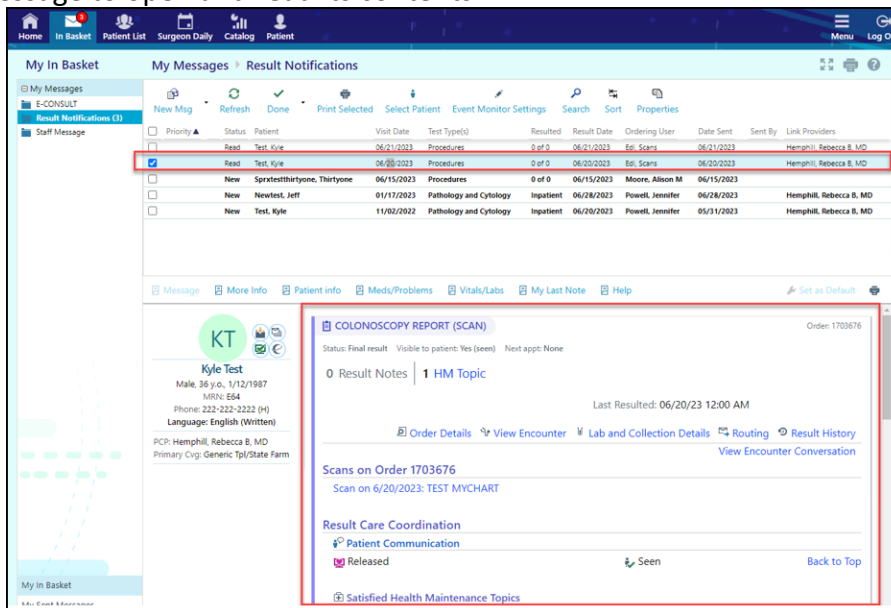 Home In Basket Patient List Surgeon Daily Catalog Patient Menu
3
My In Basket
My Messages
E-CONSULT
Result Notifications (3)
Staff Message
My Messages Result Notifications
New Msg Refresh Done Print Selected Select Patient Event Monitor Settings Search Sort Properties
Priority Status Patient Visit Date Test Type(s) Resulted Result Date Ordering User Date Sent Sent By Link Providers
Read Test, Kyle 06/21/2023 Procedures 0 of 0 06/21/2023 Edi, Scans 06/21/2023 Hemphill, Rebecca B, MD
Read Test, Kyle 06/20/2023 Procedures 0 of 0 06/20/2023 Edi, Scans 06/20/2023 Hemphill, Rebecca B, MD
New Sprxtestthirtyone, Thirtyone 06/15/2023 Procedures 0 of 0 06/15/2023 Moore, Alison M 06/15/2023
New Newtest, Jeff 01/17/2023 Pathology and Cytology Inpatient 06/28/2023 Powell, Jennifer 06/28/2023 Hemphill, Rebecca B, MD
New Test, Kyle 11/02/2022 Pathology and Cytology Inpatient 06/20/2023 Powell, Jennifer 05/31/2023 Hemphill, Rebecca B, MD
Message More Info Patient info Meds/Problems Vitals/Labs My Last Note Help Set as Default
KT
Kyle Test
Male, 36 y.o., 1/12/1987
MRN: E64
Phone: 222-222-2222 (H)
Language: English (Written)
PCP: Hemphill, Rebecca B, MD
Primary Cvg: Generic Tpl/State Farm
COLONOSCOPY REPORT (SCAN) Order: 1703676
Status: Final result Visible to patient: Yes (seen) Next appt: None
0 Result Notes 1 HM Topic
Last Resulted: 06/20/23 12:00 AM
Order Details View Encounter Lab and Collection Details Routing Result History
View Encounter Conversation
Scans on Order 1703676
Scan on 6/20/2023: TEST MYCHART
Result Care Coordination
Patient Communication
Released Seen Back to Top
Satisfied Health Maintenance Topics
My In Basket